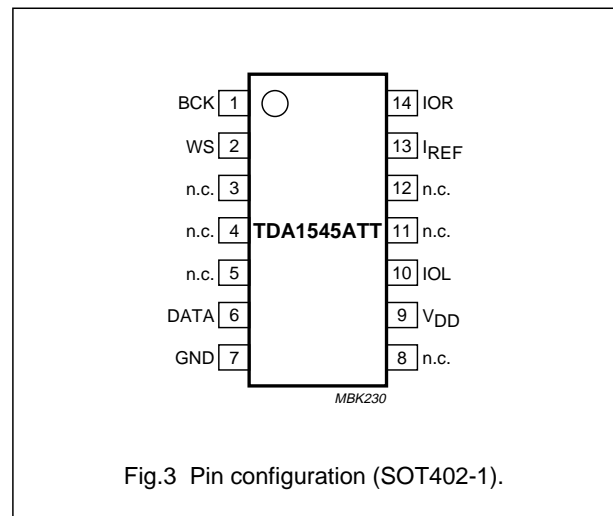 BCK 1 14 IOR
WS 2 13 IREF
n.c. 3 12 n.c.
n.c. 4 TDA1545ATT 11 n.c.
n.c. 5 10 IOL
DATA 6 9 VDD
GND 7 8 n.c.
MBK230
Fig.3 Pin configuration (SOT402-1).